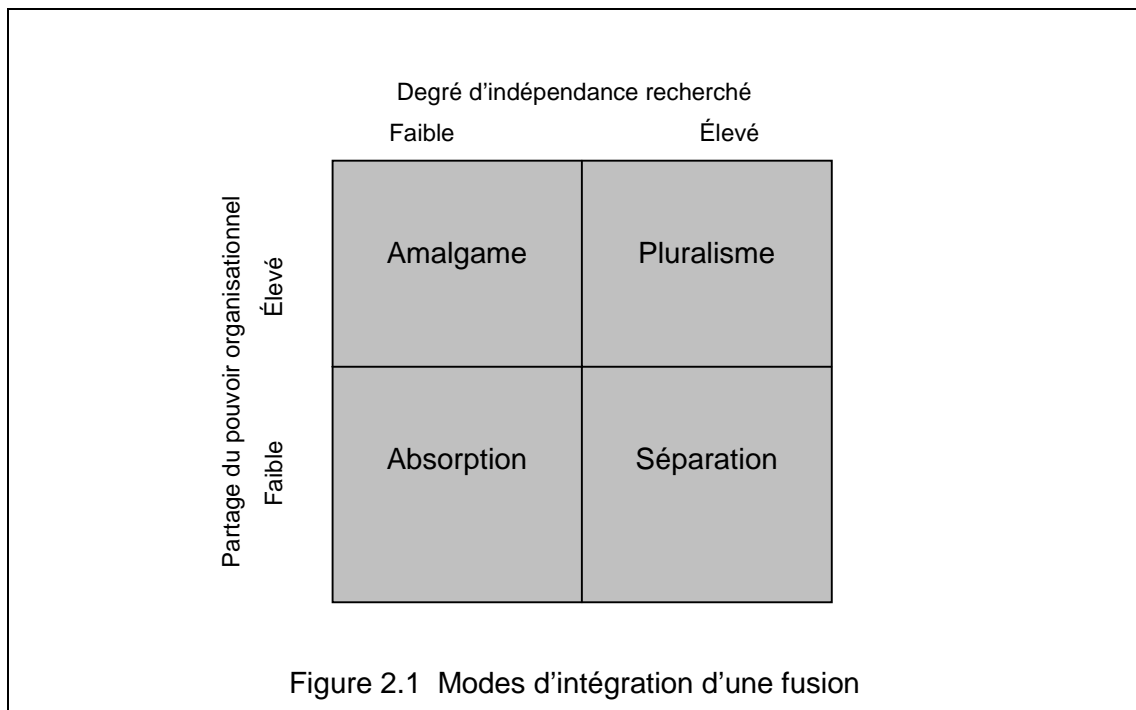 Degré d'indépendance recherché
Faible Élevé
Partage du pouvoir organisationnel
Élevé
Amalgame Pluralisme
Faible
Absorption Séparation
Figure 2.1 Modes d'intégration d'une fusion